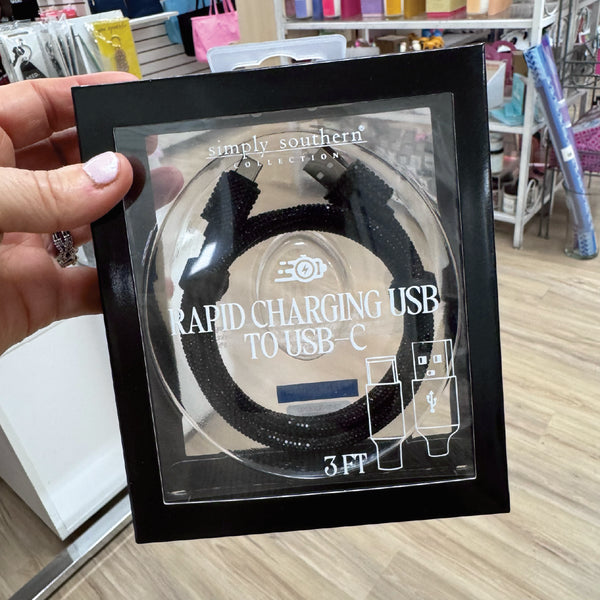 simply southern®
COLLECTION
RAPID CHARGING USB
TO USB-C
3 FT